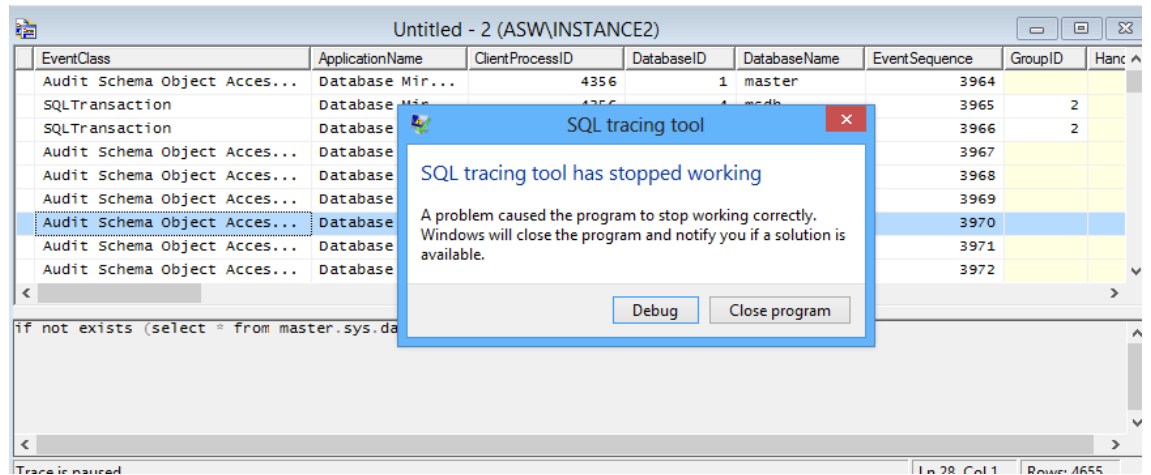 Untitled - 2 (ASW\INSTANCE2)
EventClass ApplicationName ClientProcessID DatabaseID DatabaseName EventSequence GroupID Hand
Audit Schema Object Acces... Database Mir... 4356 1 master 3964
SQLTransaction Database Mir... 4356 4 msdb 3965 2
SQLTransaction Database 3966 2
Audit Schema Object Acces... Database 3967
Audit Schema Object Acces... Database 3968
Audit Schema Object Acces... Database 3969
Audit Schema Object Acces... Database 3970
Audit Schema Object Acces... Database 3971
Audit Schema Object Acces... Database 3972
SQL tracing tool
SQL tracing tool has stopped working
A problem caused the program to stop working correctly.
Windows will close the program and notify you if a solution is
available.
Debug Close program
if not exists (select * from master.sys.da
Trace is paused Ln 28, Col 1 Rows: 4655